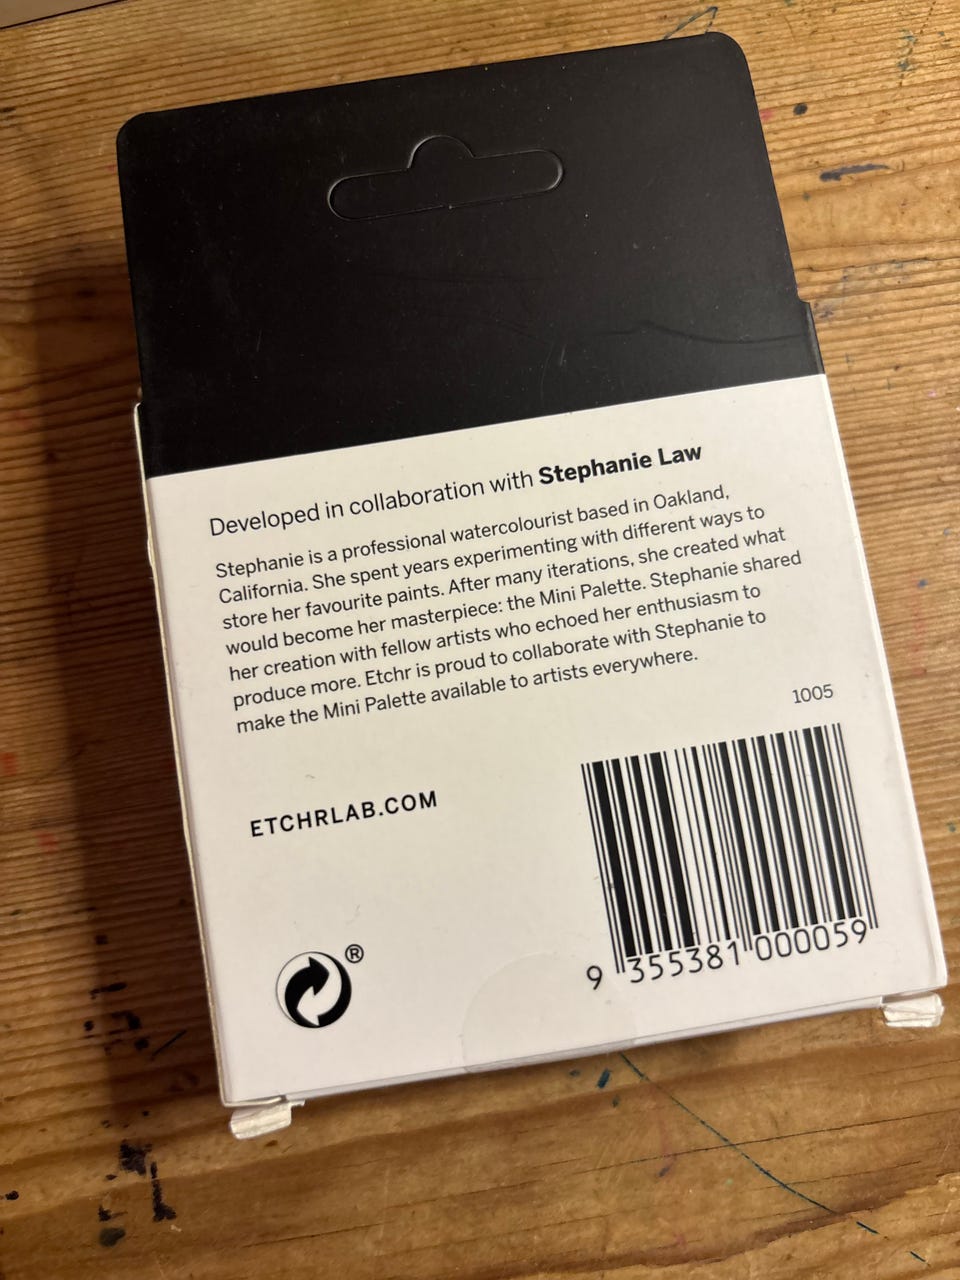 Developed in collaboration with Stephanie Law
Stephanie is a professional watercolourist based in Oakland,
California. She spent years experimenting with different ways to
store her favourite paints. After many iterations, she created what
would become her masterpiece: the Mini Palette. Stephanie shared
her creation with fellow artists who echoed her enthusiasm to
produce more. Etchr is proud to collaborate with Stephanie to
make the Mini Palette available to artists everywhere.
1005
ETCHRLAB.COM
®
9 355381 000059